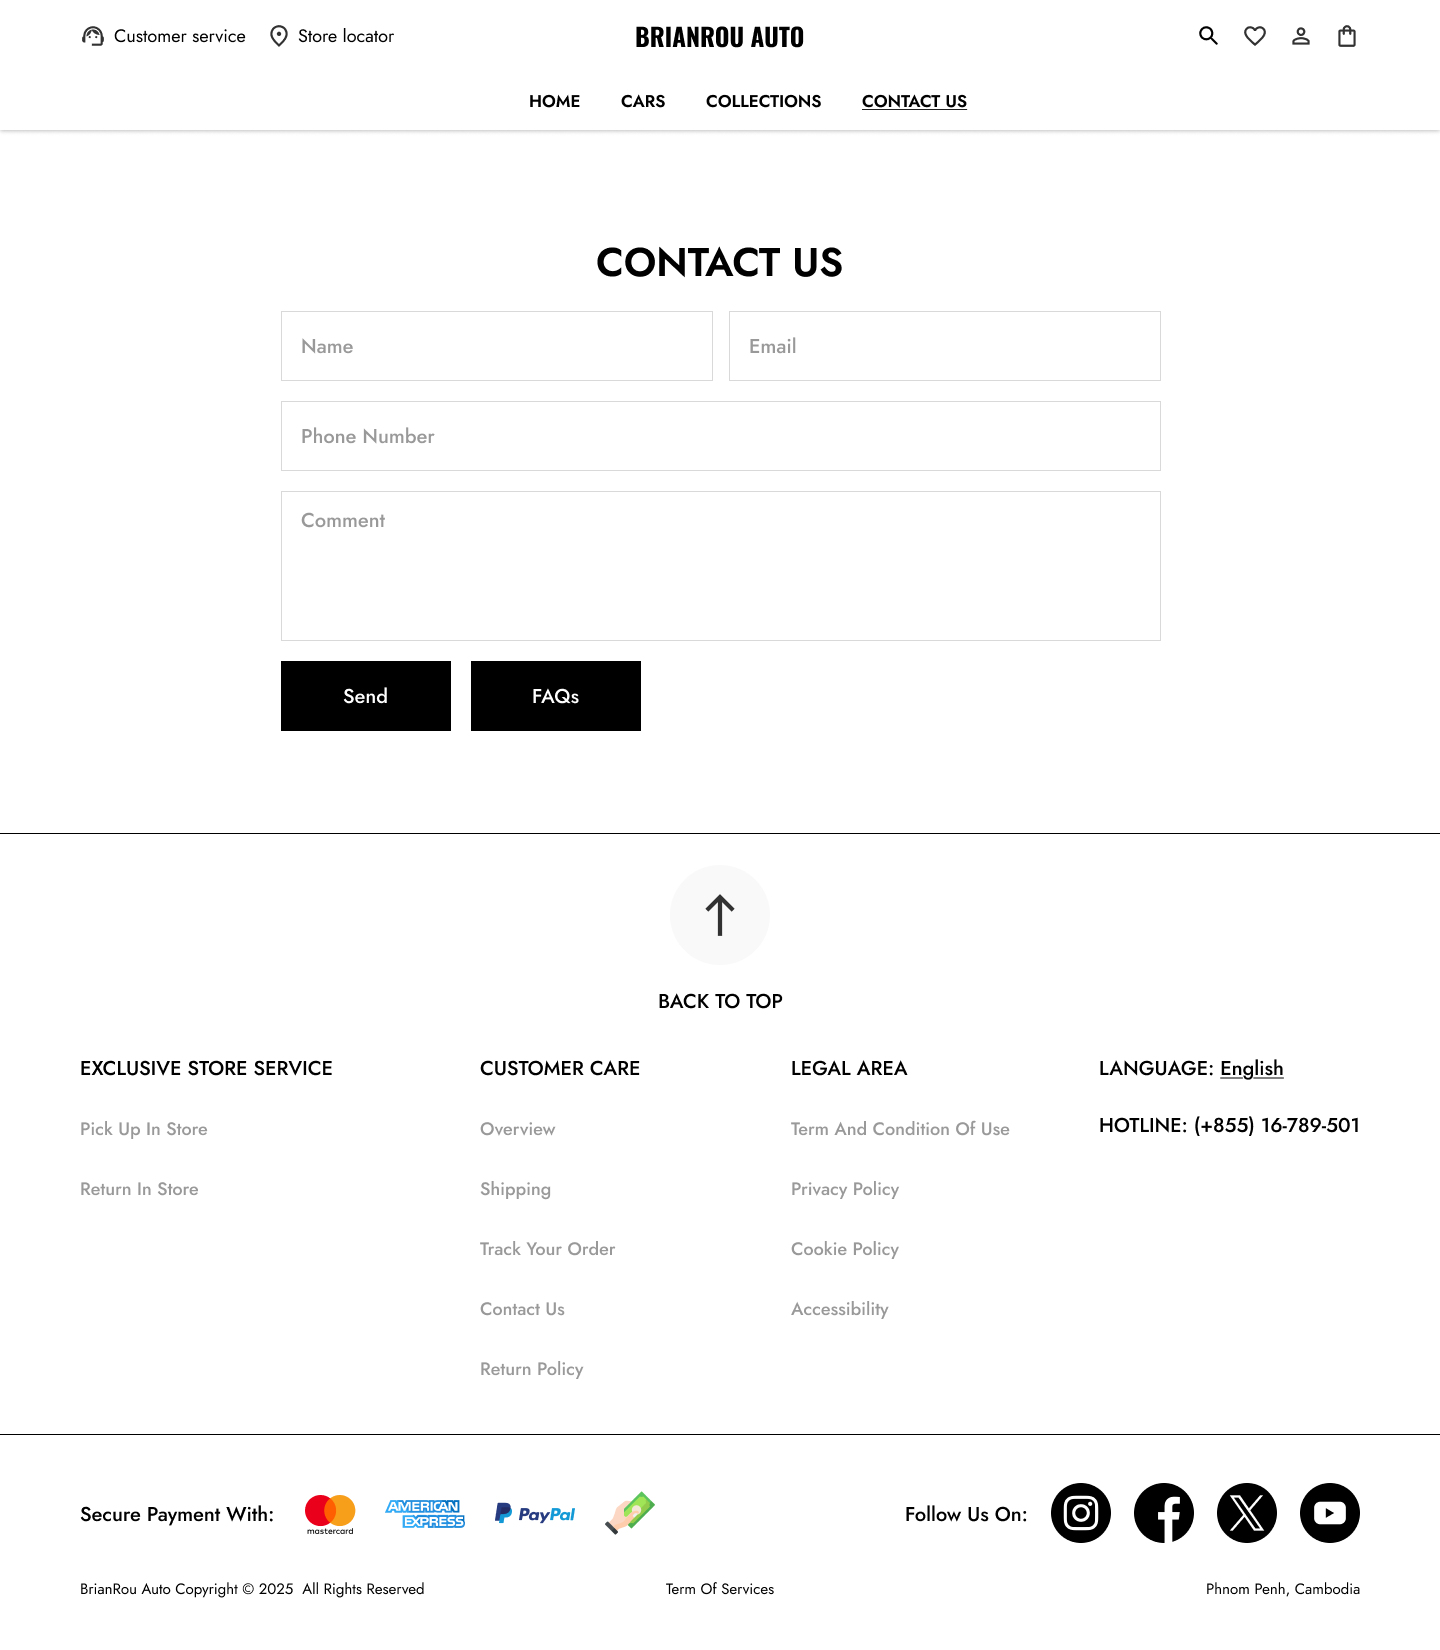 Customer service
Store locator
BRIANROU AUTO
HOME
CARS
COLLECTIONS
CONTACT US
CONTACT US
Name
Email
Phone Number
Comment
Send
FAQs
BACK TO TOP
EXCLUSIVE STORE SERVICE
Pick Up In Store
Return In Store
CUSTOMER CARE
Overview
Shipping
Track Your Order
Contact Us
Return Policy
LEGAL AREA
Term And Condition Of Use
Privacy Policy
Cookie Policy
Accessibility
LANGUAGE: English
HOTLINE: (+855) 16-789-501
Secure Payment With:
mastercard
AMERICAN
EXPRESS
PayPal
Follow Us On:
BrianRou Auto Copyright © 2025  All Rights Reserved
Term Of Services
Phnom Penh, Cambodia